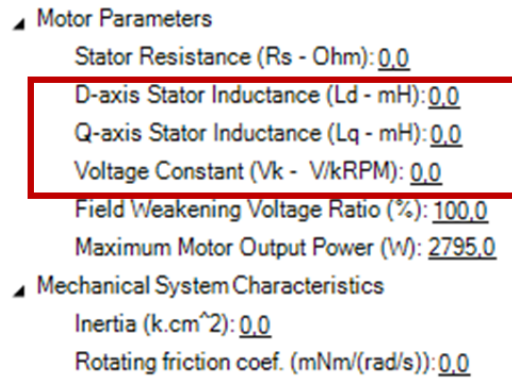 Motor Parameters
Stator Resistance (Rs - Ohm): 0,0
D-axis Stator Inductance (Ld - mH): 0,0
Q-axis Stator Inductance (Lq - mH): 0,0
Voltage Constant (Vk - V/kRPM): 0,0
Field Weakening Voltage Ratio (%): 100,0
Maximum Motor Output Power (W): 2795,0
Mechanical System Characteristics
Inertia (k.cm^2): 0,0
Rotating friction coef. (mNm/(rad/s)): 0,0